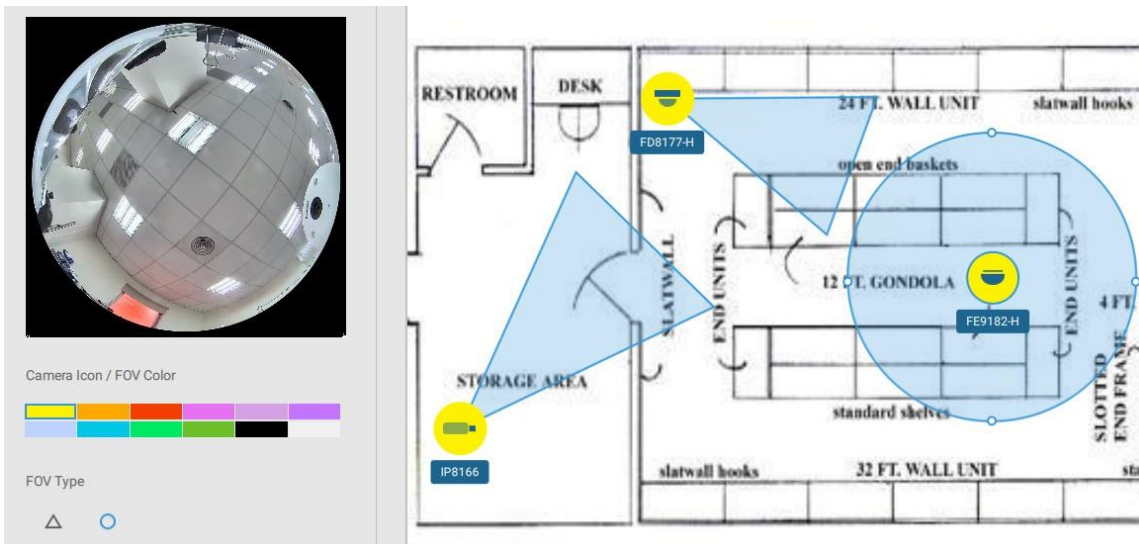 Camera Icon / FOV Color
FOV Type
RESTROOM
DESK
FD8177-H
24 FT. WALL UNIT
slatwall hooks
open end baskets
SLATWALL
END UNITS
12 FT. GONDOLA
END UNITS
4 FT.
FE9182-H
STORAGE AREA
standard shelves
SLOTTED
END FRAME
IP8166
slatwall hooks
32 FT. WALL UNIT
sta